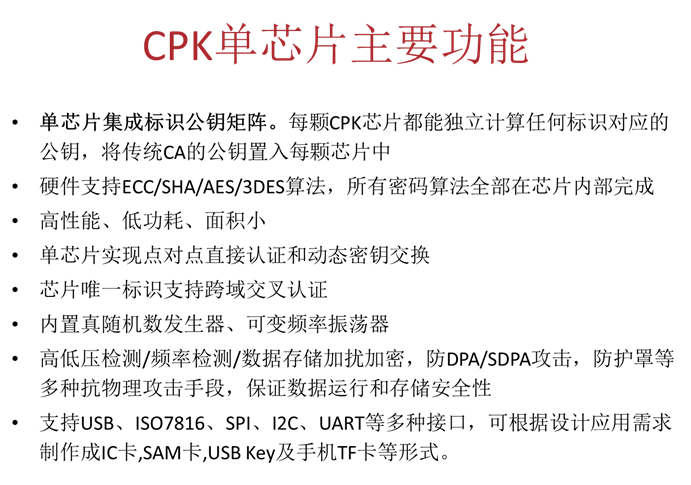 CPK单芯片主要功能
• 单芯片集成标识公钥矩阵。每颗CPK芯片都能独立计算任何标识对应的
公钥，将传统CA的公钥置入每颗芯片中
• 硬件支持ECC/SHA/AES/3DES算法，所有密码算法全部在芯片内部完成
• 高性能、低功耗、面积小
• 单芯片实现点对点直接认证和动态密钥交换
• 芯片唯一标识支持跨域交叉认证
• 内置真随机数发生器、可变频率振荡器
• 高低压检测/频率检测/数据存储加扰加密，防DPA/SDPA攻击，防护罩等
多种抗物理攻击手段，保证数据运行和存储安全性
• 支持USB、ISO7816、SPI、I2C、UART等多种接口，可根据设计应用需求
制作成IC卡,SAM卡,USB Key及手机TF卡等形式。